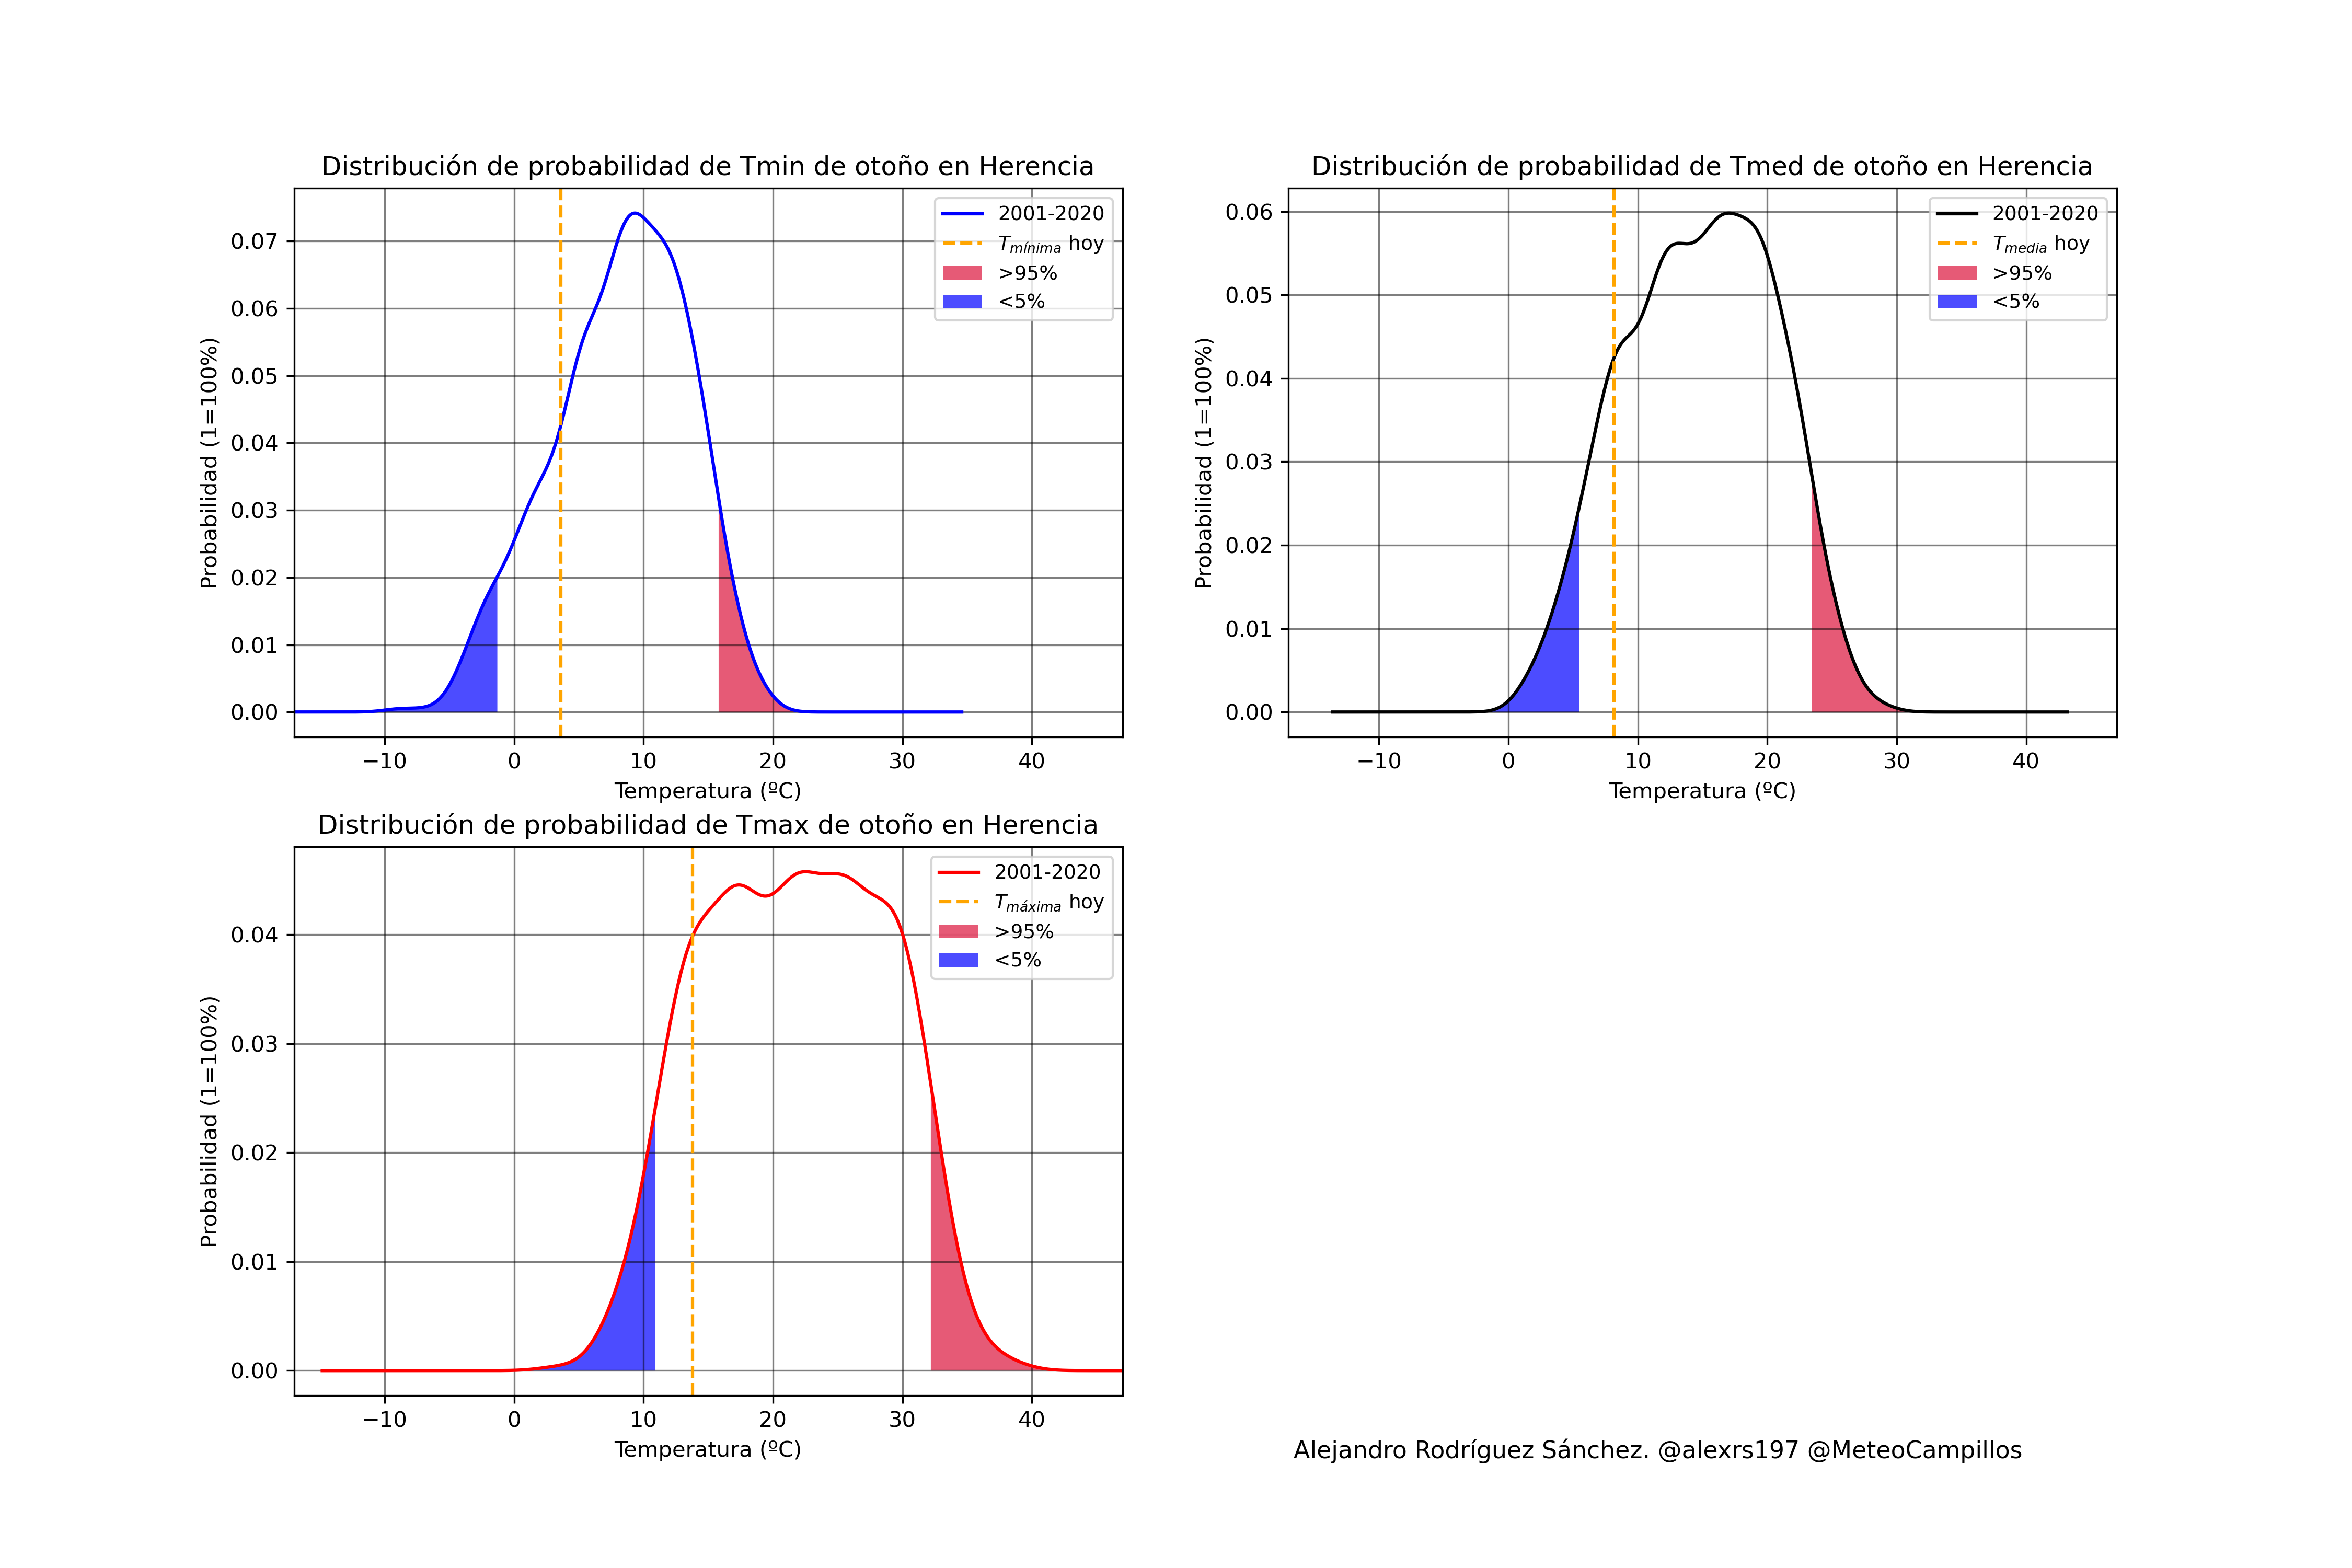 Distribución de probabilidad de Tmin de otoño en Herencia
Probabilidad (1=100%)
0.07
0.06
0.05
0.04
0.03
0.02
0.01
0.00
−10 0 10 20 30 40
Temperatura (ºC)
2001-2020
Tmínima hoy
>95%
<5%
Distribución de probabilidad de Tmed de otoño en Herencia
Probabilidad (1=100%)
0.06
0.05
0.04
0.03
0.02
0.01
0.00
−10 0 10 20 30 40
Temperatura (ºC)
2001-2020
Tmedia hoy
>95%
<5%
Distribución de probabilidad de Tmax de otoño en Herencia
Probabilidad (1=100%)
0.04
0.03
0.02
0.01
0.00
−10 0 10 20 30 40
Temperatura (ºC)
2001-2020
Tmáxima hoy
>95%
<5%
Alejandro Rodríguez Sánchez. @alexrs197 @MeteoCampillos